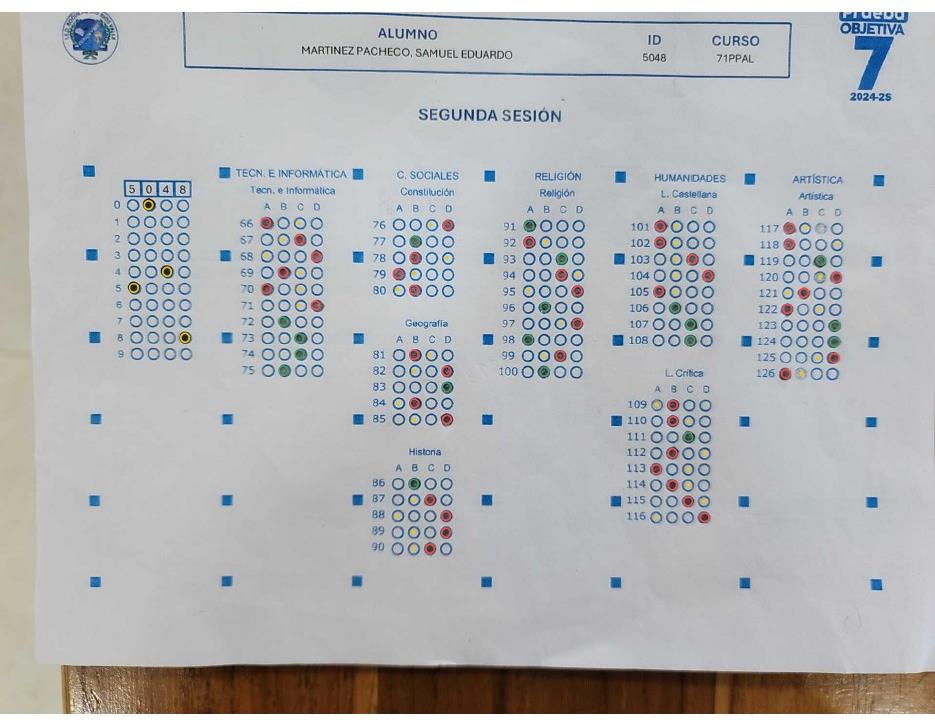 Prueba
ALUMNO ID CURSO
OBJETIVA
MARTINEZ PACHECO, SAMUEL EDUARDO 5048 71PPAL
7
2024-2S
SEGUNDA SESIÓN
TECN. E INFORMÁTICA
Tecn. e Informática
A B C D
66
67
68
69
70
71
72
73
74
75
5 0 4 8
0
1
2
3
4
5
6
7
8
9
C. SOCIALES
Constitución
A B C D
76
77
78
79
80
Geografía
A B C D
81
82
83
84
85
Historia
A B C D
86
87
88
89
90
RELIGIÓN
Religión
A B C D
91
92
93
94
95
96
97
98
99
100
HUMANIDADES
L. Castellana
A B C D
101
102
103
104
105
106
107
108
L. Crítica
A B C D
109
110
111
112
113
114
115
116
ARTÍSTICA
Artística
A B C D
117
118
119
120
121
122
123
124
125
126